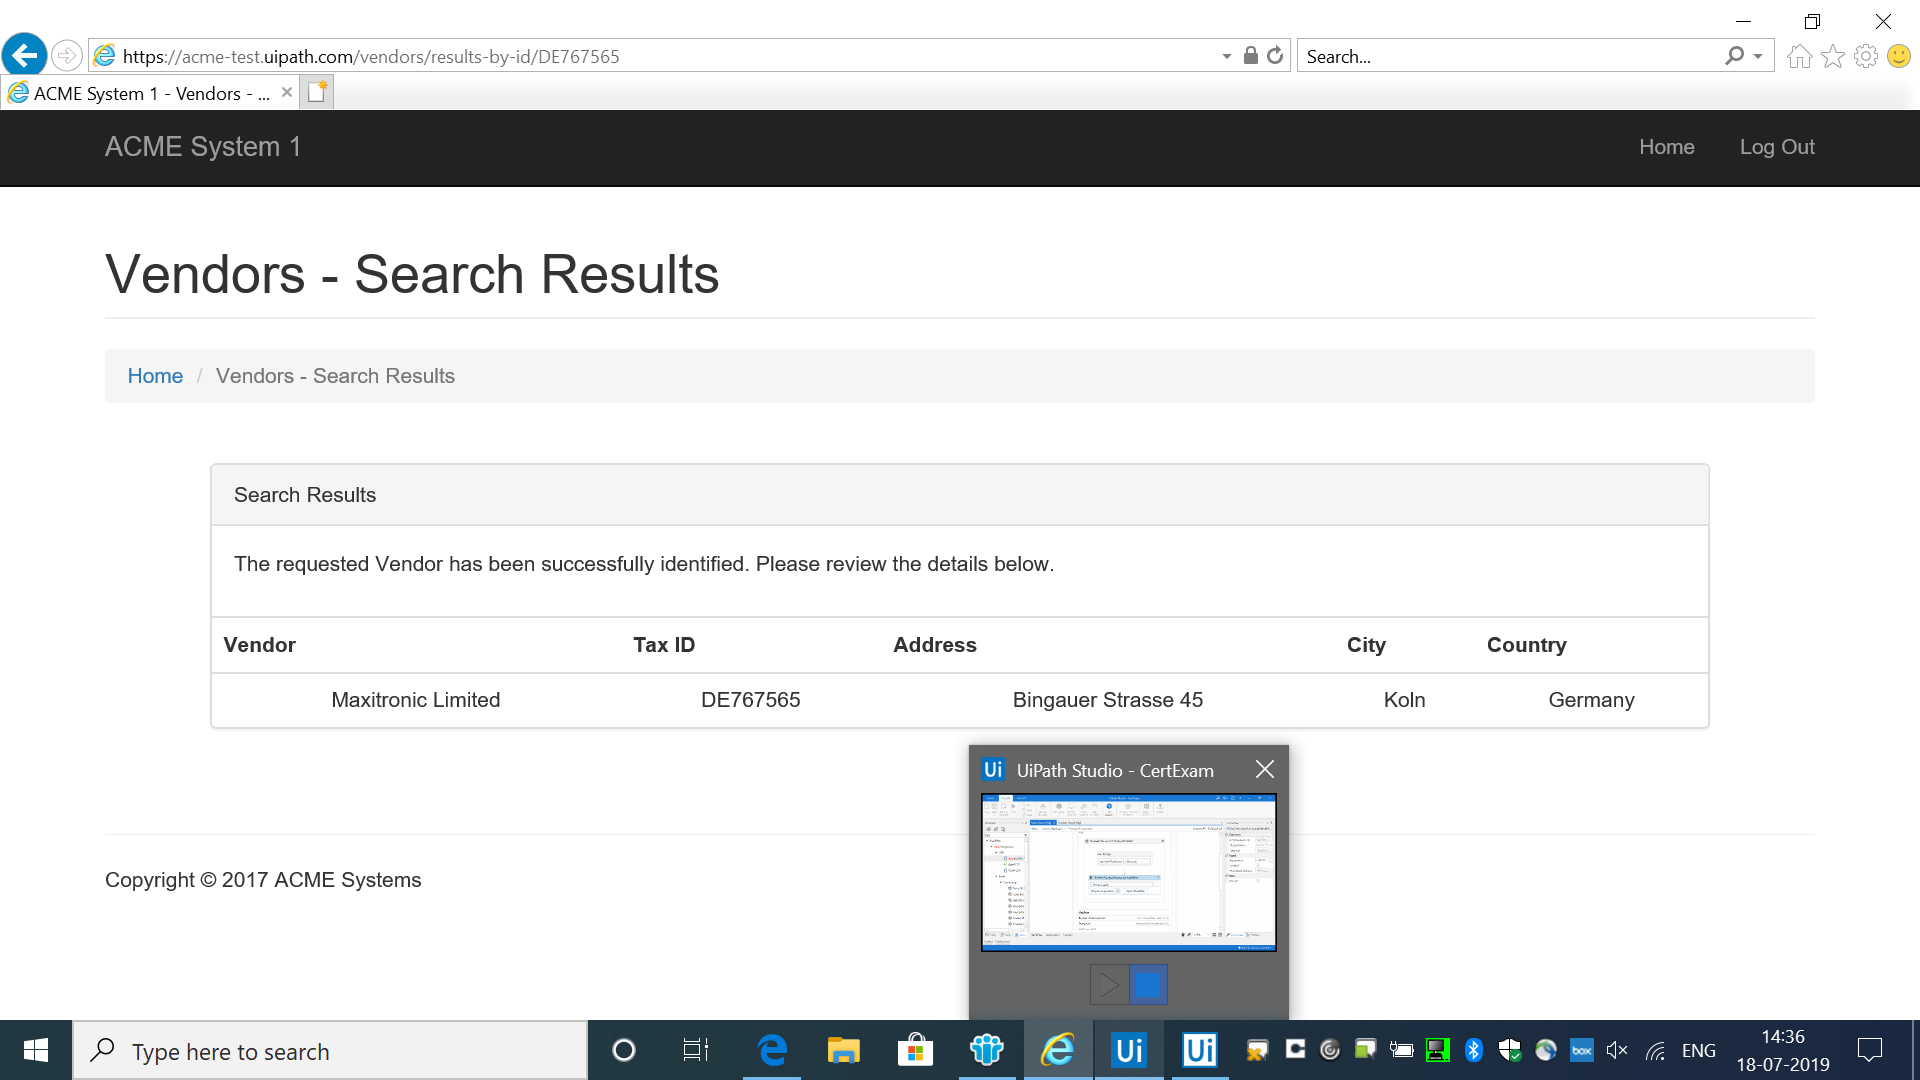 https://acme-test.uipath.com/vendors/results-by-id/DE767565
Search...
ACME System 1 - Vendors - ...
ACME System 1
Home
Log Out
Vendors - Search Results
Home / Vendors - Search Results
Search Results
The requested Vendor has been successfully identified. Please review the details below.
Vendor Tax ID Address City Country
Maxitronic Limited DE767565 Bingauer Strasse 45 Koln Germany
Ui UiPath Studio - CertExam
Copyright © 2017 ACME Systems
Type here to search
Ui
Ui
box
ENG
14:36
18-07-2019